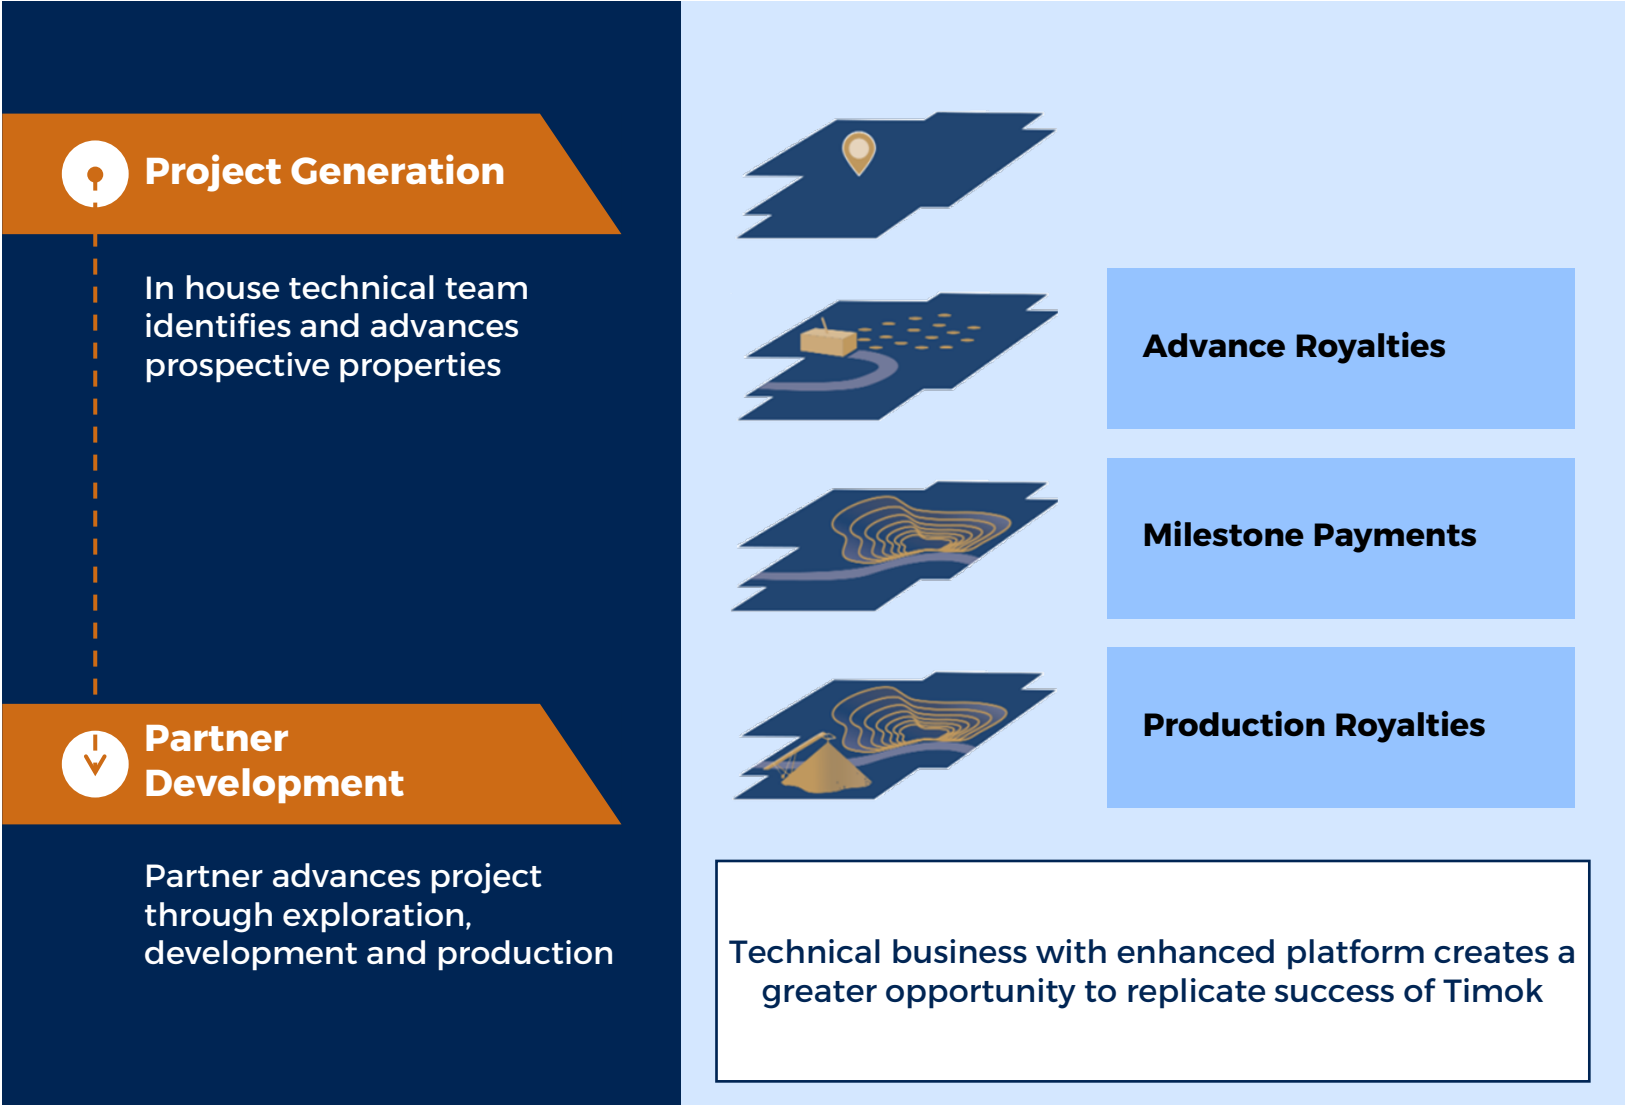 Project Generation
In house technical team
identifies and advances
prospective properties
Partner
Development
Partner advances project
through exploration,
development and production
Advance Royalties
Milestone Payments
Production Royalties
Technical business with enhanced platform creates a
greater opportunity to replicate success of Timok